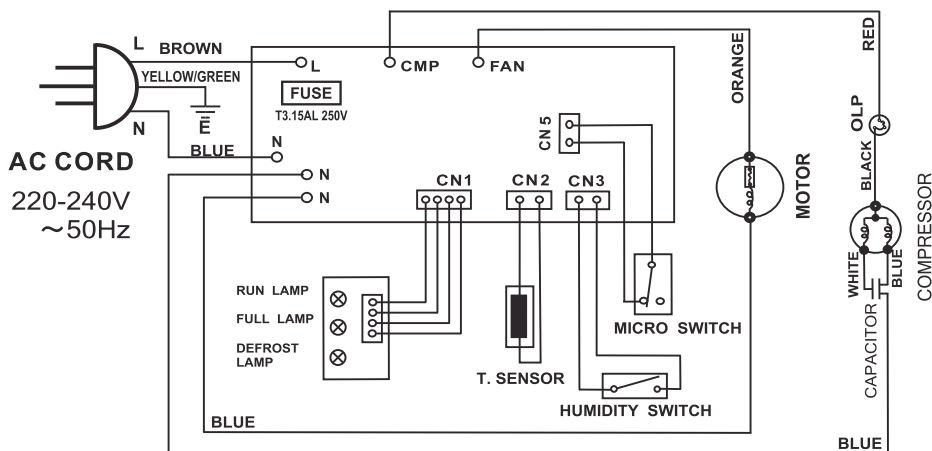 L
BROWN
YELLOW/GREEN
E
N
BLUE
AC CORD
220-240V
~50Hz
L
CMP
FAN
FUSE
T3.15AL 250V
N
N
N
CN5
CN1
CN2
CN3
ORANGE
RED
OLP
BLACK
MOTOR
COMPRESSOR
WHITE
BLUE
CAPACITOR
RUN LAMP
FULL LAMP
DEFROST
LAMP
T. SENSOR
MICRO SWITCH
HUMIDITY SWITCH
BLUE
BLUE